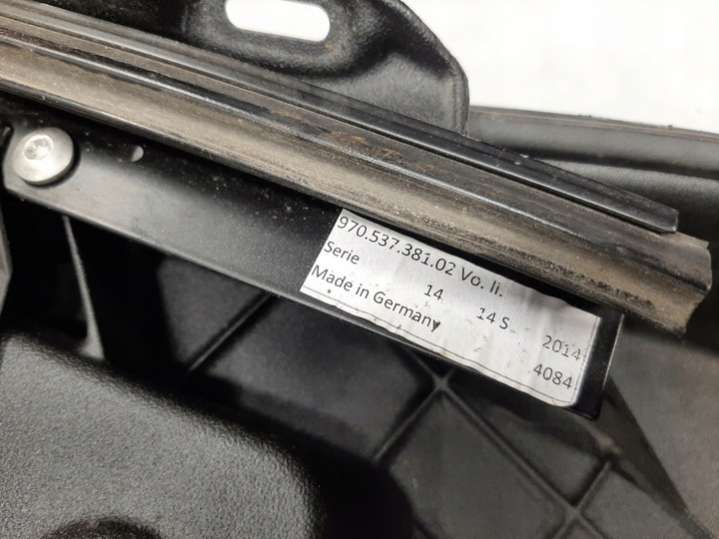 970.537.381.02 Vo. li.
Serie 14 14 S 2014
Made in Germany 4084